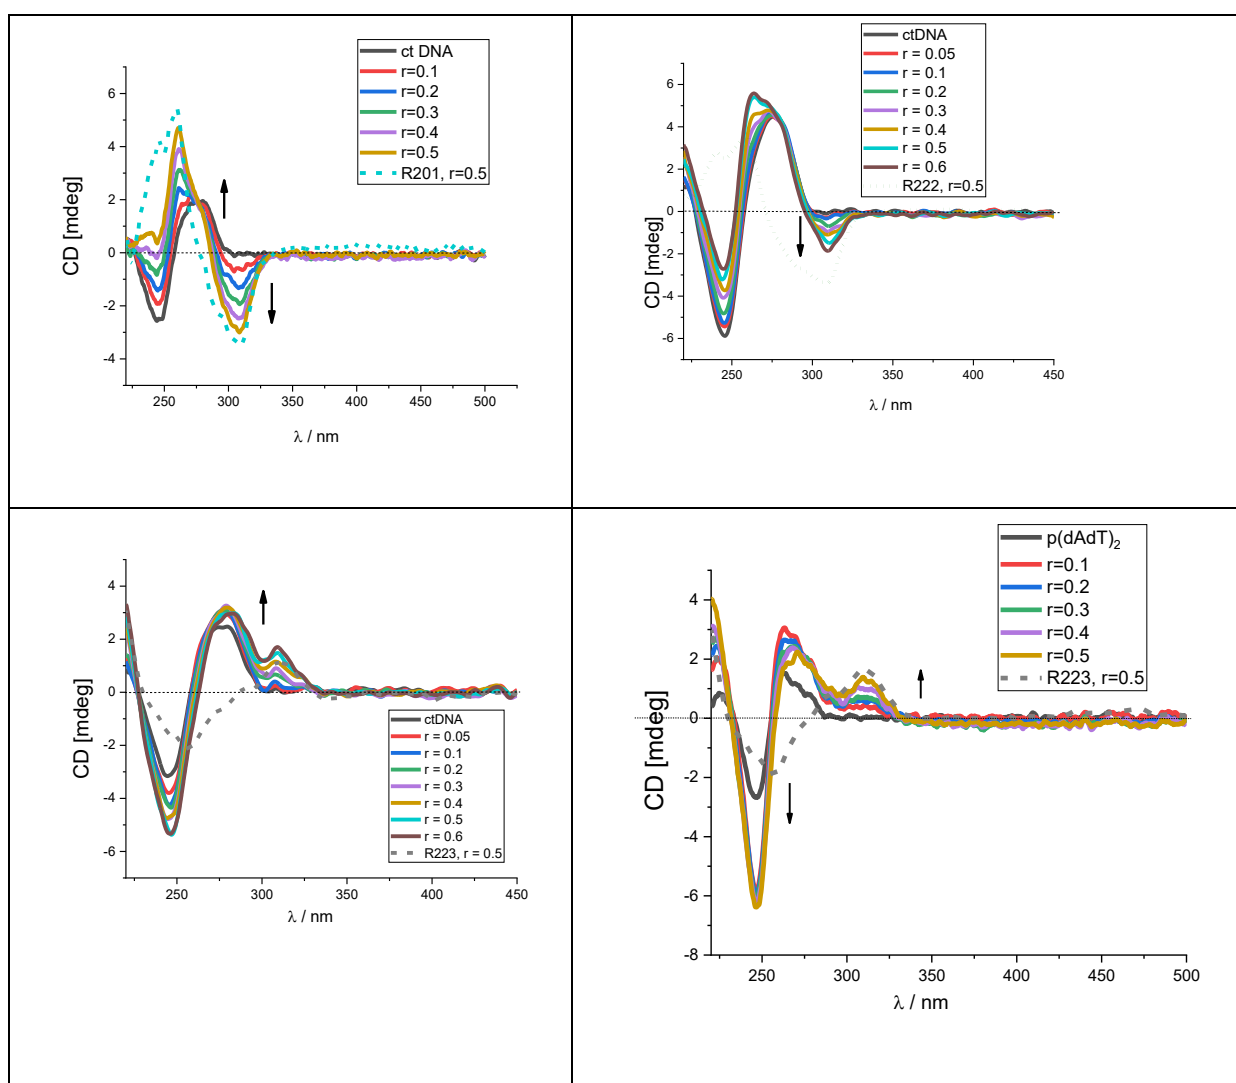 ct DNA
r=0.1
r=0.2
r=0.3
r=0.4
r=0.5
R201, r=0.5
CD [mdeg]
6
4
2
0
-2
-4
250
300
350
400
450
500
λ / nm
ctDNA
r = 0.05
r = 0.1
r = 0.2
r = 0.3
r = 0.4
r = 0.5
r = 0.6
R222, r=0.5
CD [mdeg]
6
4
2
0
-2
-4
-6
250
300
350
400
450
λ / nm
CD [mdeg]
4
2
0
-2
-4
-6
ctDNA
r = 0.05
r = 0.1
r = 0.2
r = 0.3
r = 0.4
r = 0.5
r = 0.6
R223, r = 0.5
250
300
350
400
450
λ / nm
p(dAdT)₂
r=0.1
r=0.2
r=0.3
r=0.4
r=0.5
R223, r=0.5
CD [mdeg]
4
2
0
-2
-4
-6
-8
250
300
350
400
450
500
λ / nm